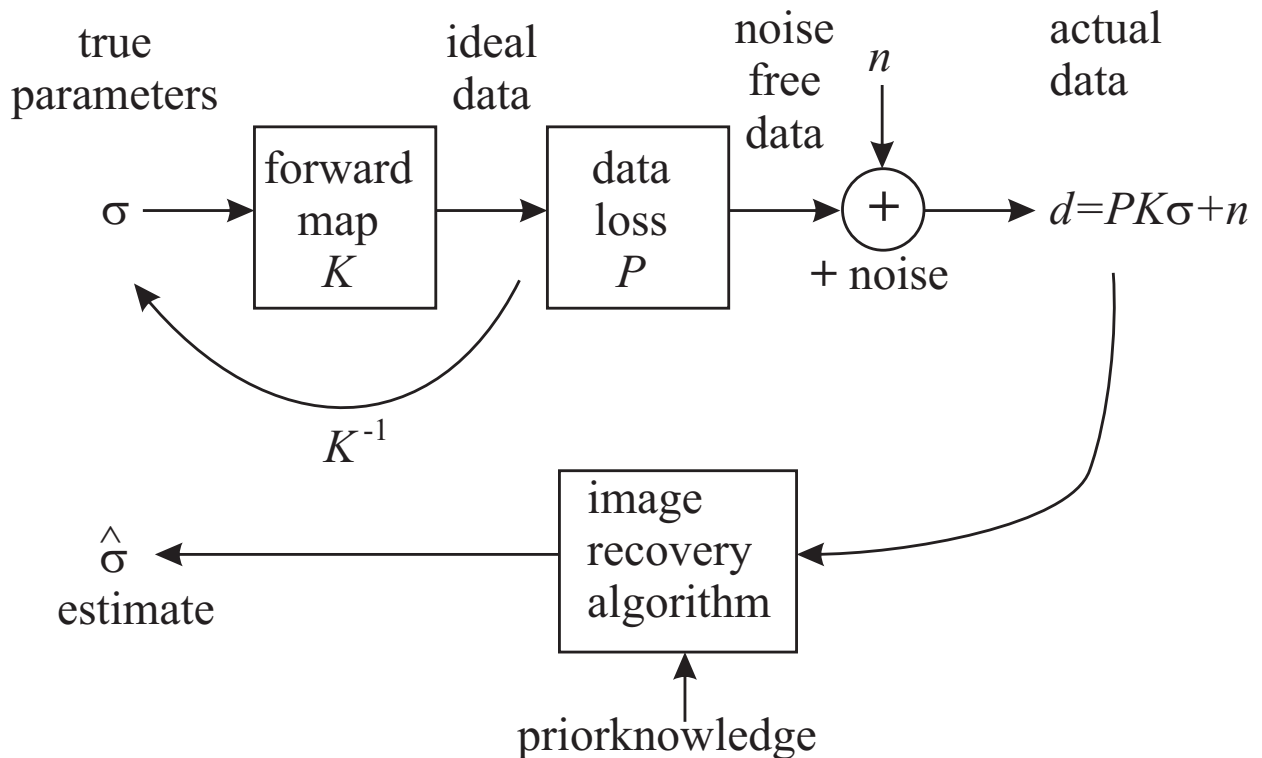 true
parameters
ideal
data
noise
free
data
n
actual
data
σ
forward
map
K
data
loss
P
+
+ noise
d=PKσ+n
K⁻¹
σ̂
estimate
image
recovery
algorithm
priorknowledge